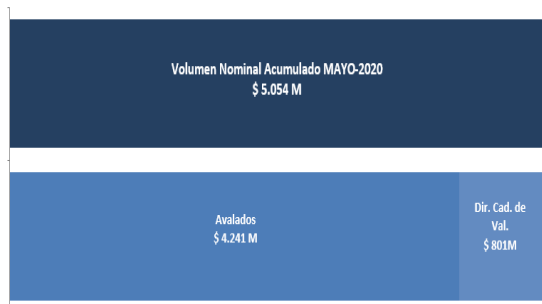 Volumen Nominal Acumulado MAYO-2020
$ 5.054 M
Avalados
$ 4.241 M
Dir. Cad. de
Val.
$ 801M